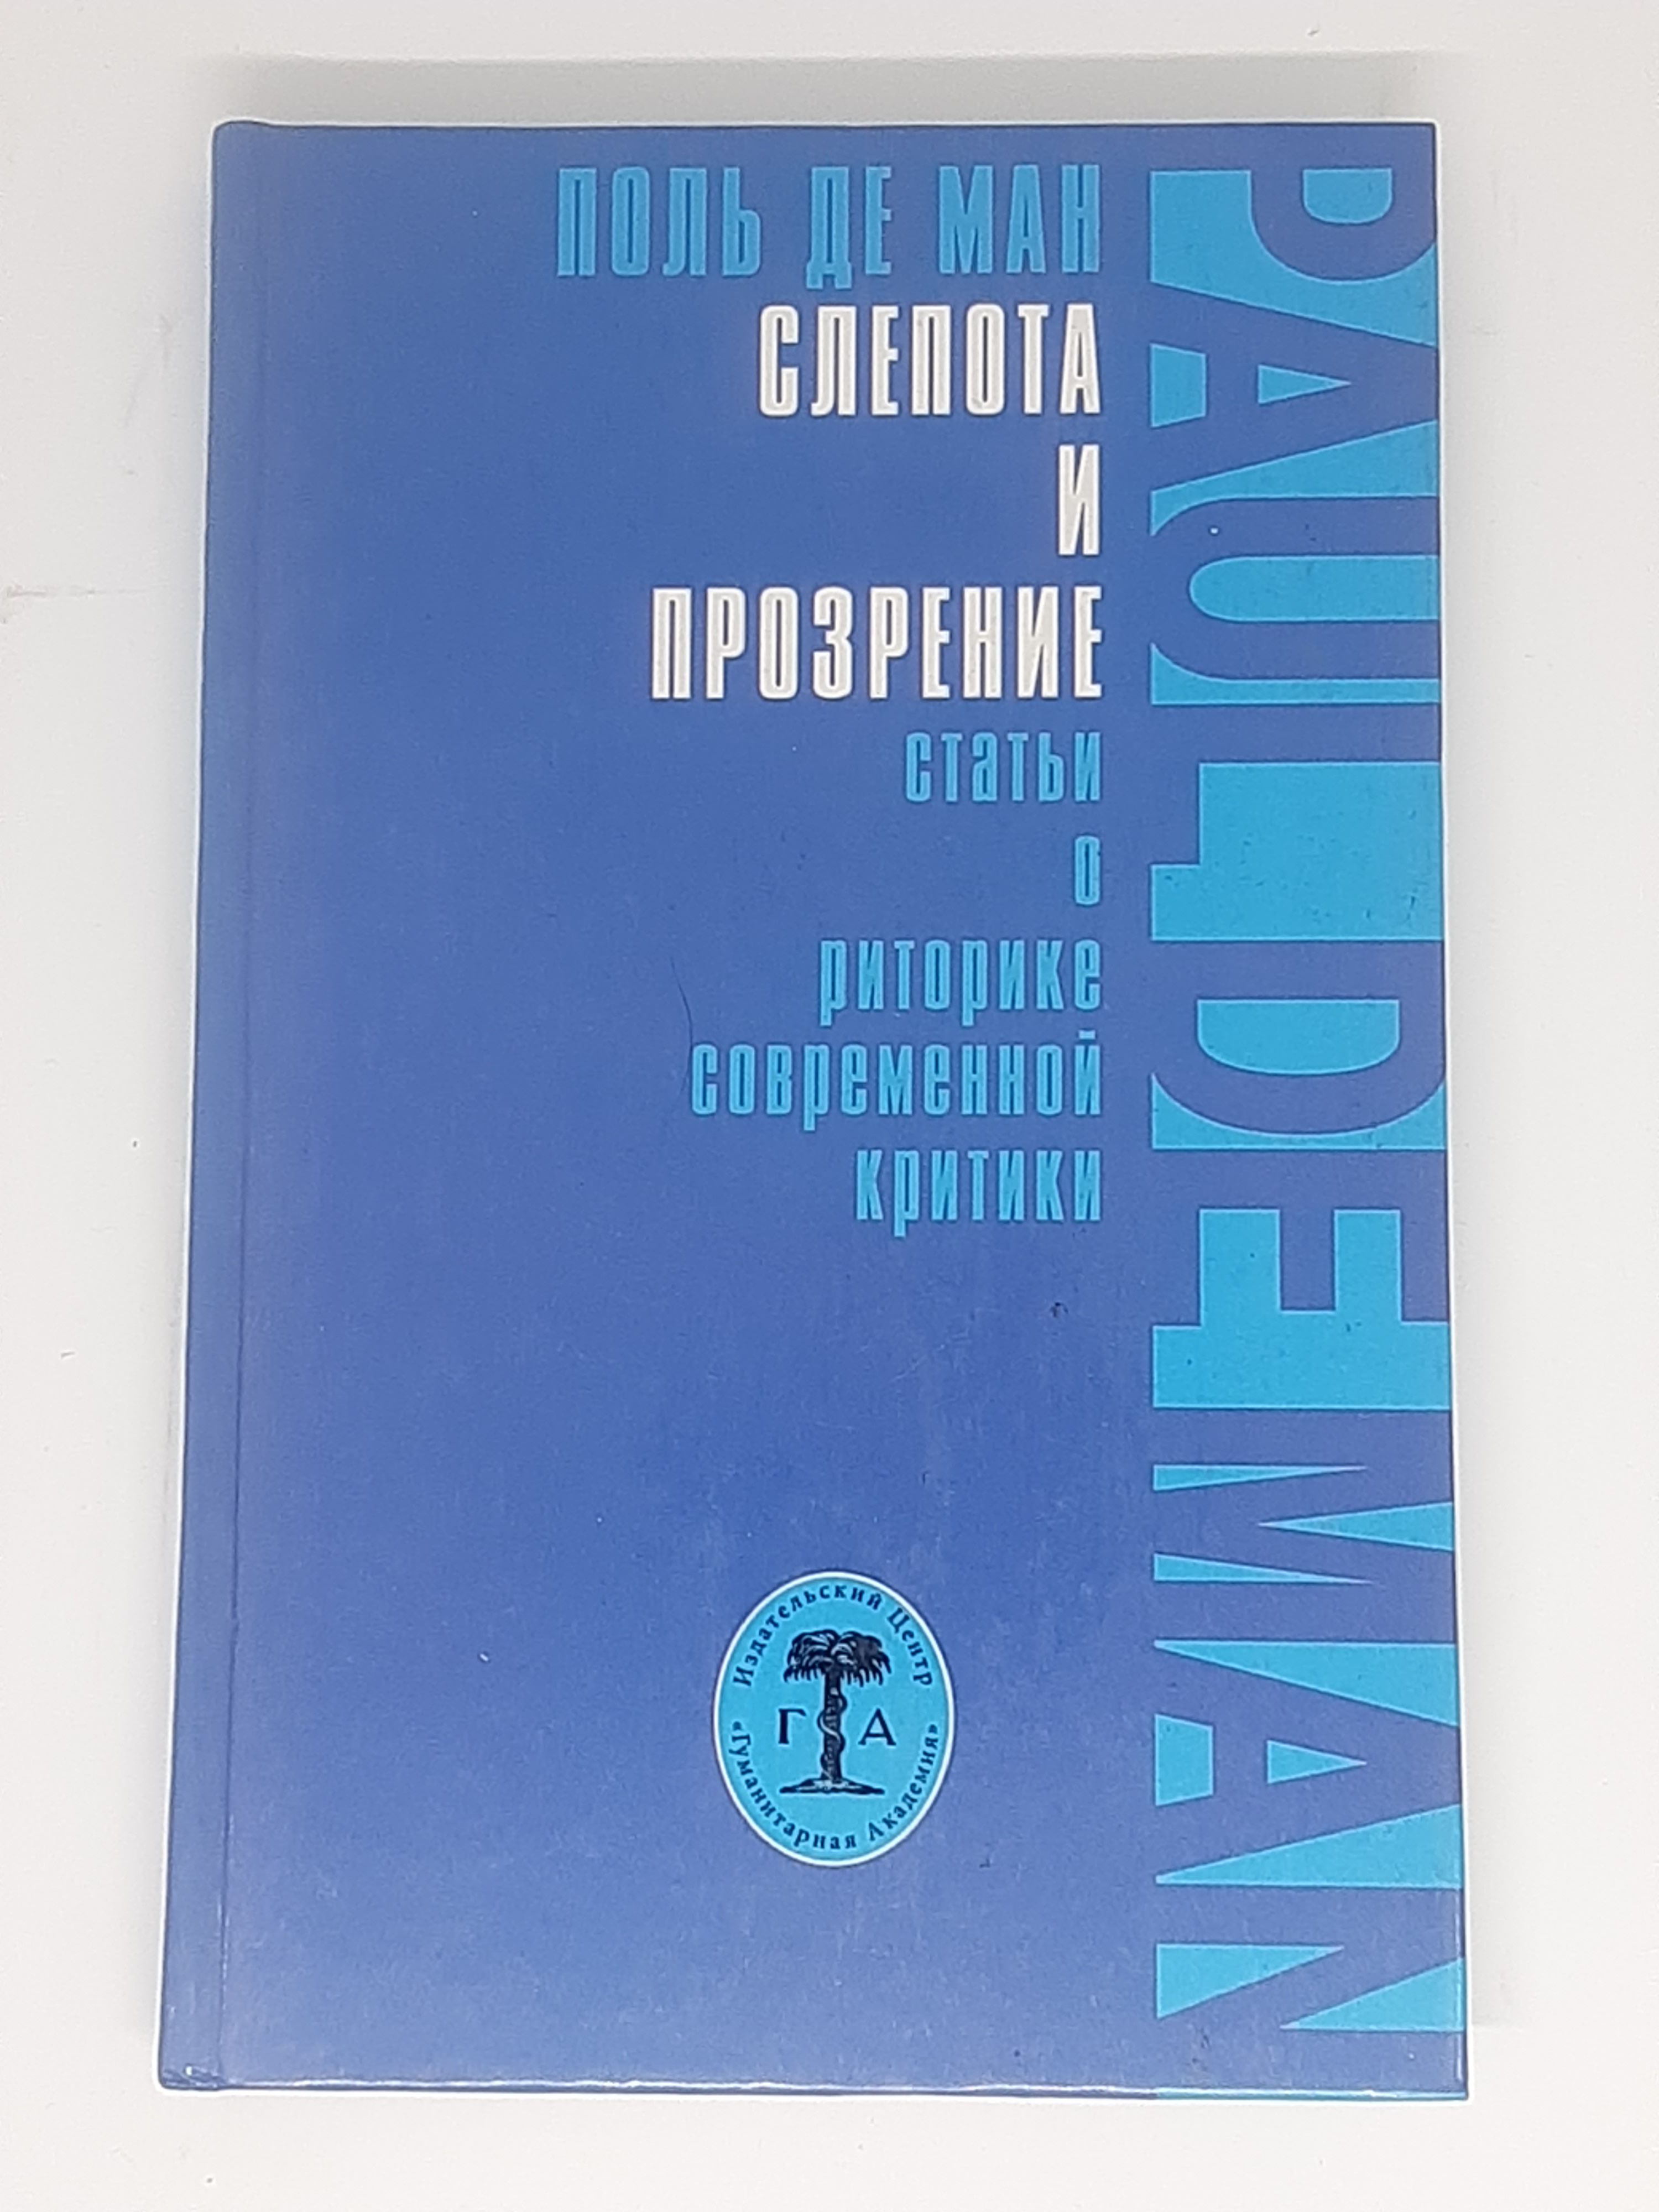 ПОЛЬ ДЕ МАН
СЛЕПОТА
И
ПРОЗРЕНИЕ
статьи
о
риторике
современной
критики
PAUL DE MAN
Издательский Центр
Г А
«Гуманитарная Академия»